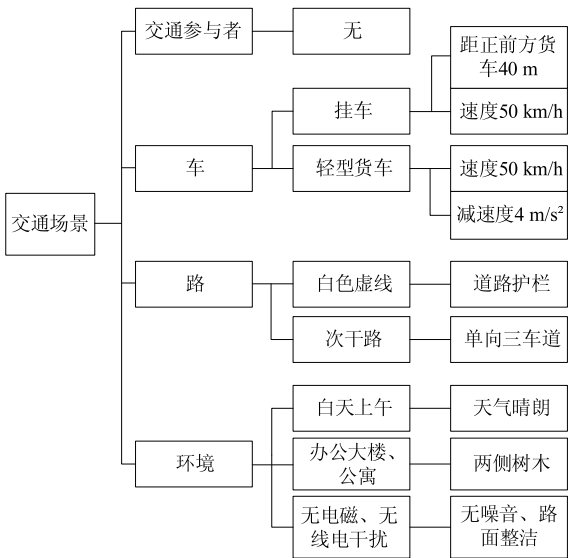 交通场景
交通参与者
无
车
挂车
距正前方货
车40 m
速度50 km/h
轻型货车
速度50 km/h
减速度4 m/s²
路
白色虚线
道路护栏
次干路
单向三车道
环境
白天上午
天气晴朗
办公大楼、
公寓
两侧树木
无电磁、无
线电干扰
无噪音、路
面整洁